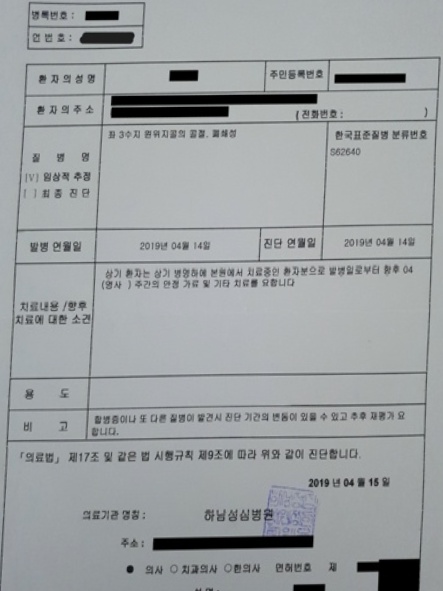 병록번호 :
연 번 호 :
환 자 의 성 명
주민등록번호
환 자 의 주 소
( 전화번호 : )
질 병 명
[V] 임상적 추정
[ ] 최 종 진 단
좌 3수지 원위지골의 골절, 폐쇄성
한국표준질병 분류번호
S62640
발병 연월일
2019년 04월 14일
진단 연월일
2019년 04월 14일
치료내용 /향후
치료에 대한 소견
상기 환자는 상기 병명하에 본원에서 치료중인 환자분으로 발병일로부터 향후 04
(영사 ) 주간의 안정 가료 및 기타 치료를 요합니다
용 도
비 고
합병증이나 또 다른 질병이 발견시 진단 기간의 변동이 있을 수 있고 추후 재평가 요
합니다.
「의료법」 제17조 및 같은 법 시행규칙 제9조에 따라 위와 같이 진단합니다.
2019 년 04 월 15 일
의료기관 명칭 :
하님성심병원
주소 :
● 의사 ○ 치과의사 ○한의사 면허번호 제